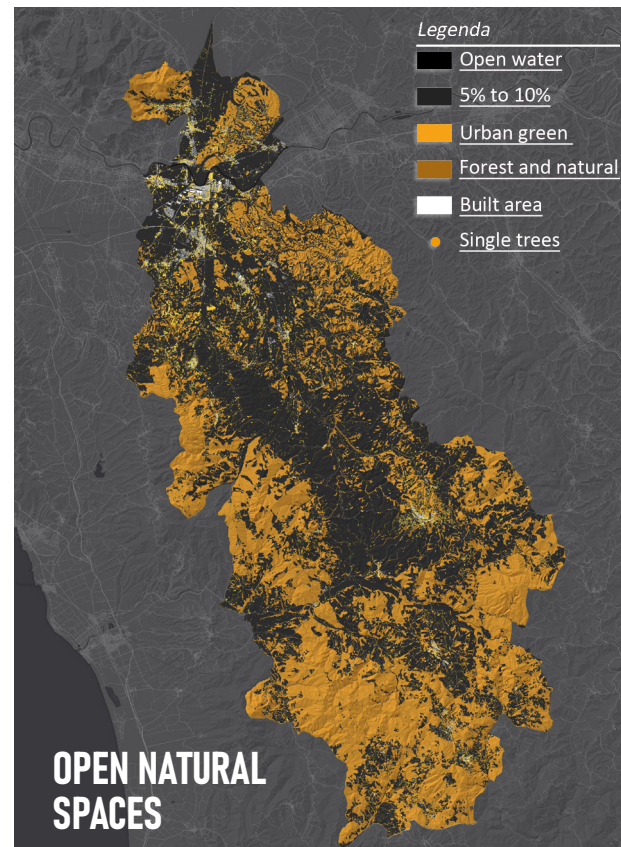 Legenda
Open water
5% to 10%
Urban green
Forest and natural
Built area
Single trees
OPEN NATURAL
SPACES